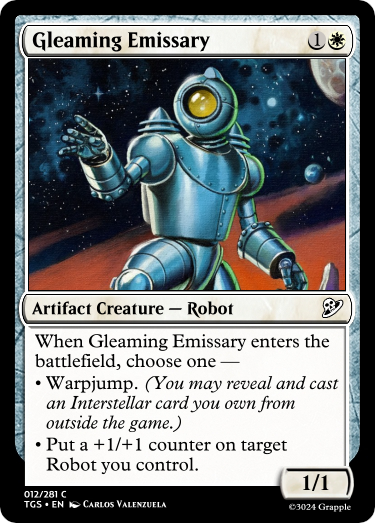 Gleaming Emissary 1
Artifact Creature — Robot
When Gleaming Emissary enters the
battlefield, choose one —
• Warpjump. (You may reveal and cast
an Interstellar card you own from
outside the game.)
• Put a +1/+1 counter on target
Robot you control.
1/1
012/281 C
TGS • EN Carlos Valenzuela
©3024 Grapple